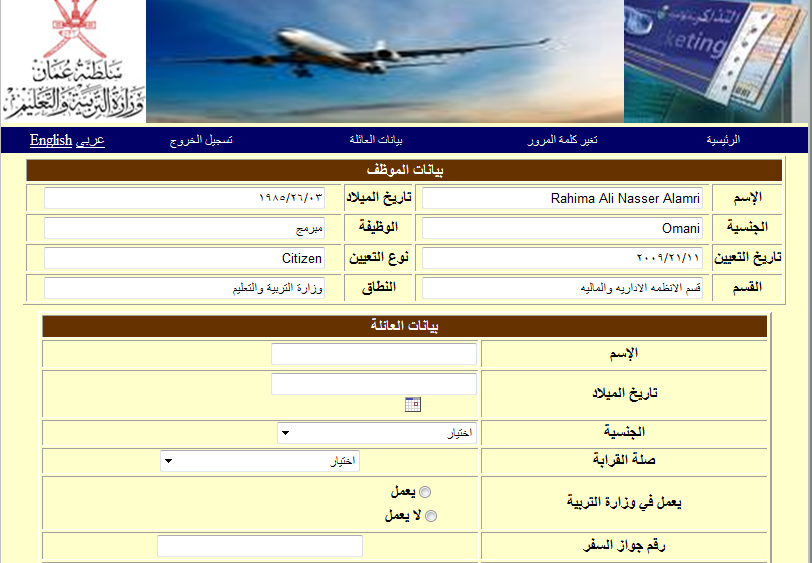 سلطنة عمان
وزارة التربية والتعليم
التذاكر
keting
الرئيسية تغير كلمة المرور بيانات العائلة تسجيل الخروج عربى English
بيانات الموظف
الإسم Rahima Ali Nasser Alamri تاريخ الميلاد ١٩٨٥/٢٦/٠٣
الجنسية Omani الوظيفة مبرمج
تاريخ التعيين ٢٠٠٩/٢١/١١ نوع التعيين Citizen
القسم قسم الانظمه الاداريه والماليه النطاق وزارة التربية والتعليم
بيانات العائلة
الإسم
تاريخ الميلاد
الجنسية اختيار
صلة القرابة اختيار
يعمل في وزارة التربية يعمل
لا يعمل
رقم جواز السفر